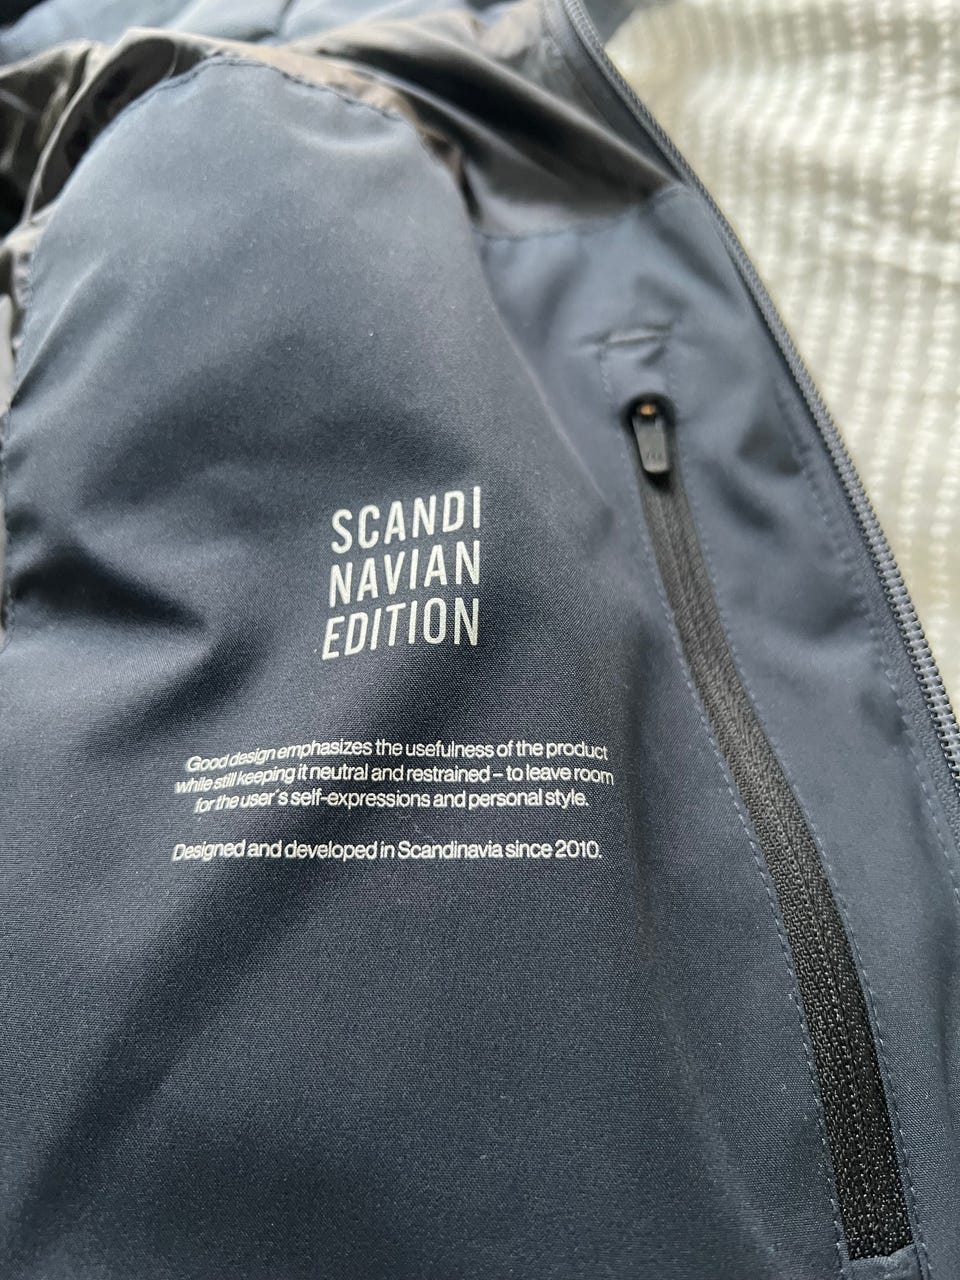 SCANDI
NAVIAN
EDITION
Good design emphasizes the usefulness of the product
while still keeping it neutral and restrained – to leave room
for the user´s self-expressions and personal style.
Designed and developed in Scandinavia since 2010.